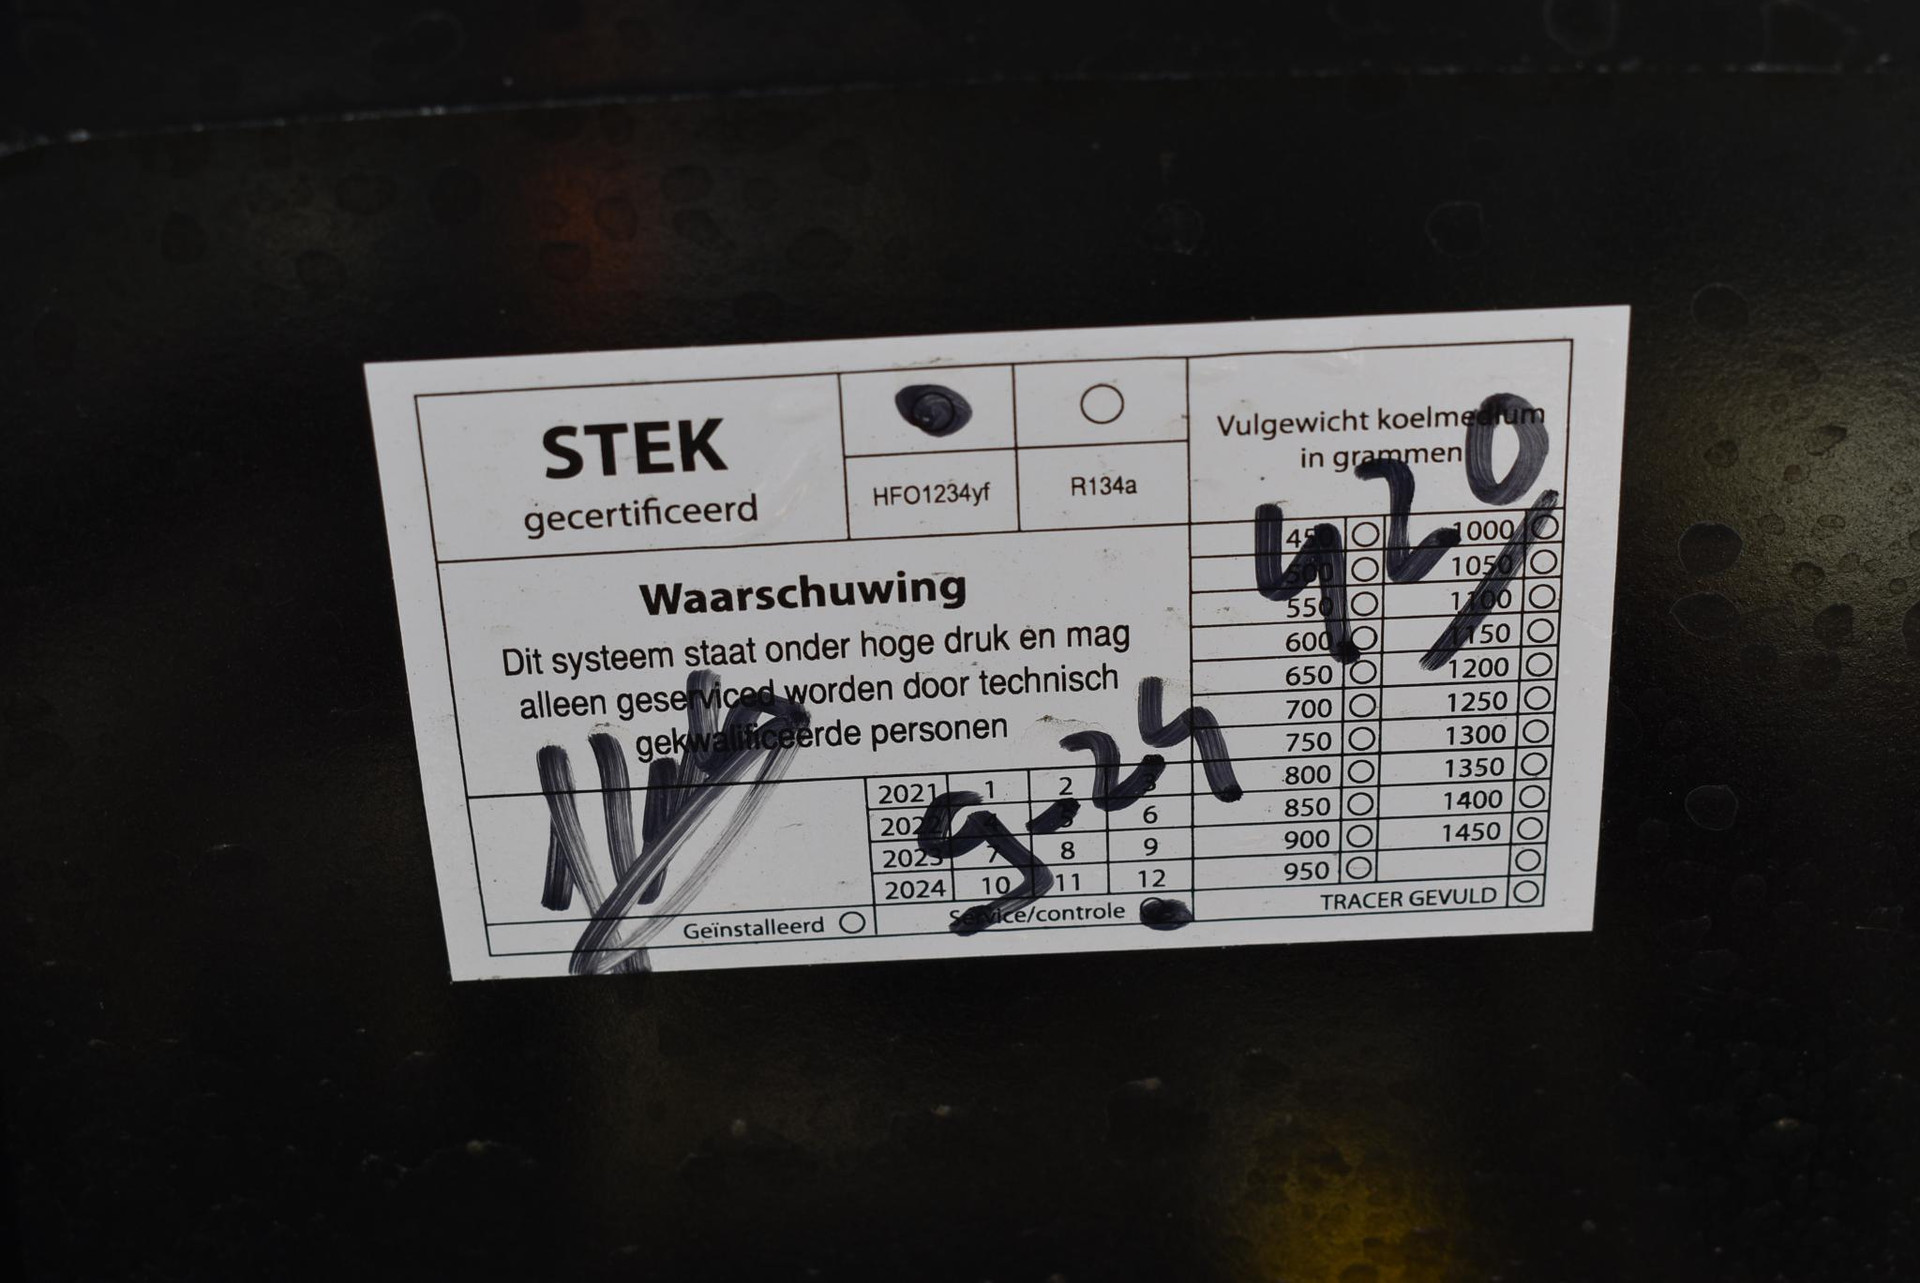 STEK
gecertificeerd
HFO1234yf
R134a
Vulgewicht koelmedium
in grammen
420
Waarschuwing
Dit systeem staat onder hoge druk en mag
alleen geserviced worden door technisch
gekwalificeerde personen
450 1000
500 1050
550 1100
600 1150
650 1200
700 1250
750 1300
800 1350
850 1400
900 1450
950
TRACER GEVULD
2021 1 2 3
2022 4 5 6
2023 7 8 9
2024 10 11 12
9-24
Geïnstalleerd
Service/controle